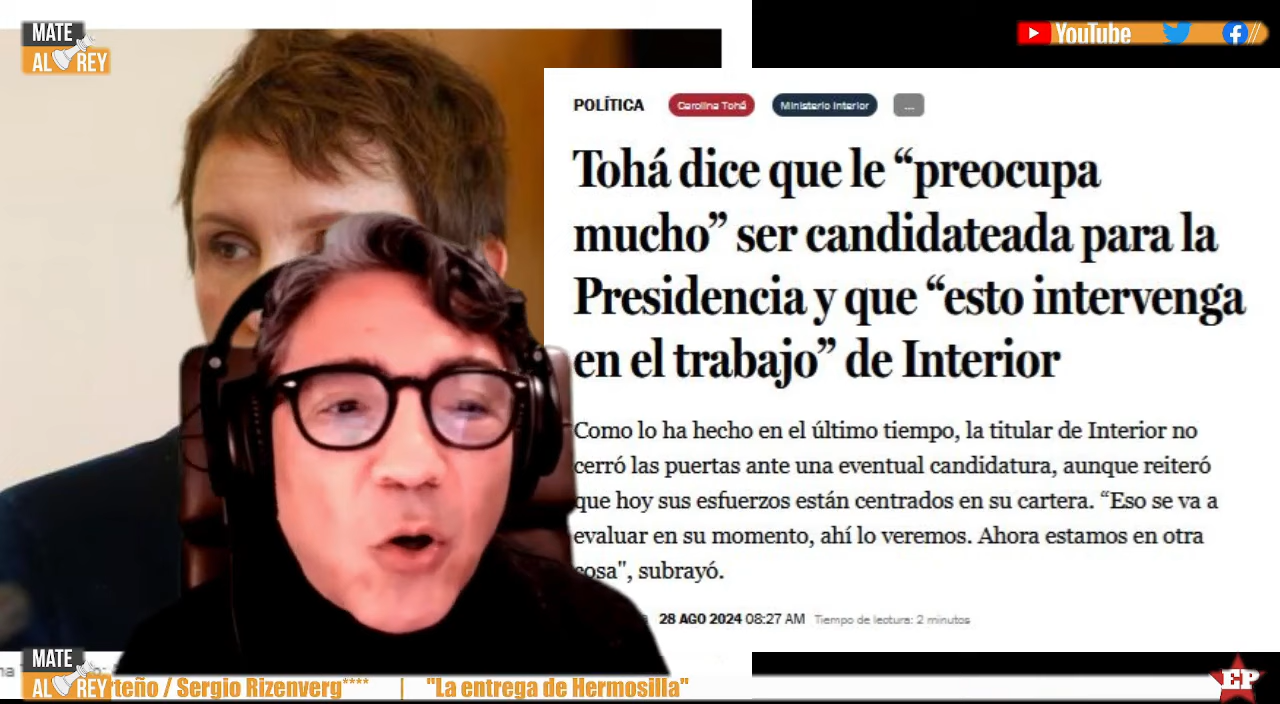 MATE
AL REY
YouTube
POLÍTICA
Carolina Tohá
Ministerio Interior
...
Tohá dice que le “preocupa
mucho” ser candidateada para la
Presidencia y que “esto intervenga
en el trabajo” de Interior
Como lo ha hecho en el último tiempo, la titular de Interior no
cerró las puertas ante una eventual candidatura, aunque reiteró
que hoy sus esfuerzos están centrados en su cartera. “Eso se va a
evaluar en su momento, ahí lo veremos. Ahora estamos en otra
cosa", subrayó.
28 AGO 2024 08:27 AM Tiempo de lectura: 2 minutos
MATE
AL REY
teño / Sergio Rizenverg**** | "La entrega de Hermosilla"
EP